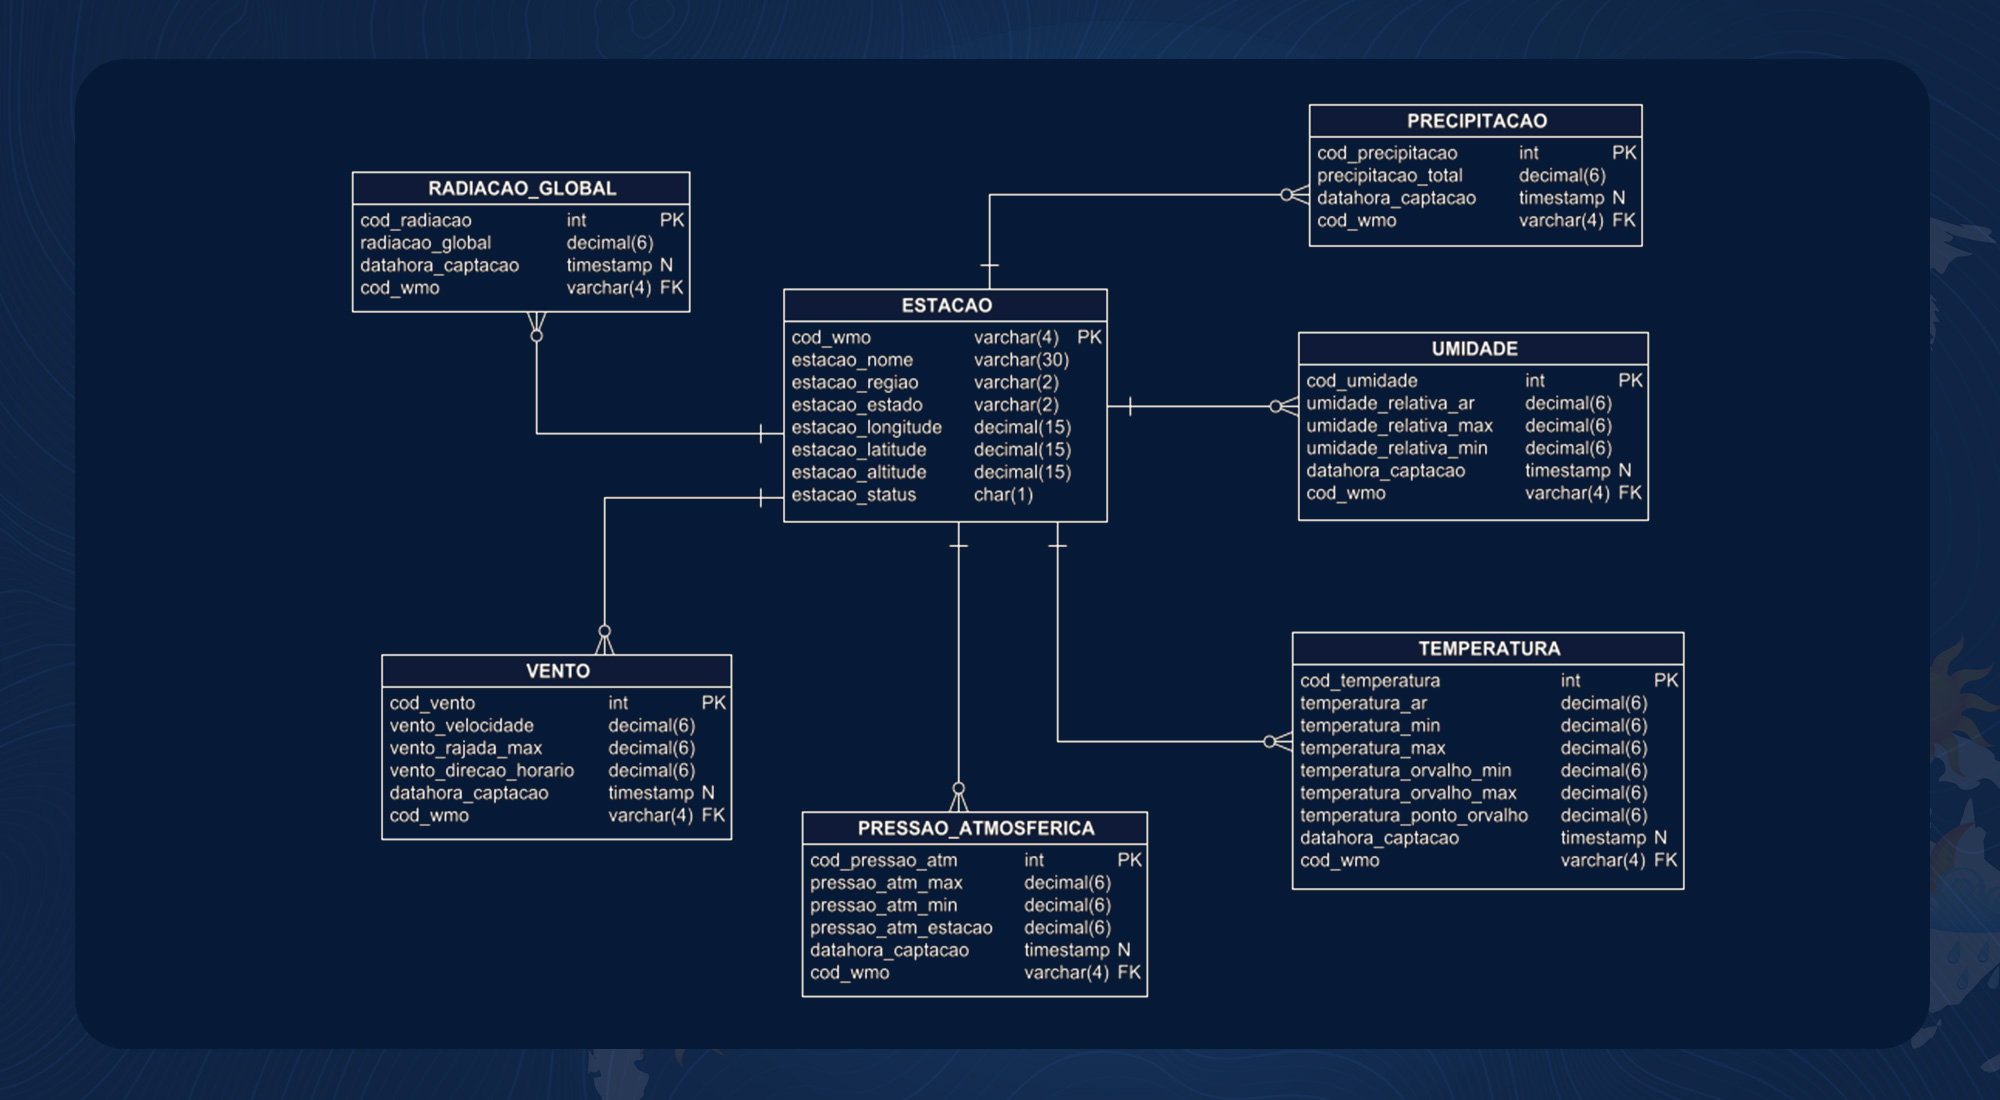 PRECIPITACAO
cod_precipitacao int PK
precipitacao_total decimal(6)
datahora_captacao timestamp N
cod_wmo varchar(4) FK
RADIACAO_GLOBAL
cod_radiacao int PK
radiacao_global decimal(6)
datahora_captacao timestamp N
cod_wmo varchar(4) FK
ESTACAO
cod_wmo varchar(4) PK
estacao_nome varchar(30)
estacao_regiao varchar(2)
estacao_estado varchar(2)
estacao_longitude decimal(15)
estacao_latitude decimal(15)
estacao_altitude decimal(15)
estacao_status char(1)
UMIDADE
cod_umidade int PK
umidade_relativa_ar decimal(6)
umidade_relativa_max decimal(6)
umidade_relativa_min decimal(6)
datahora_captacao timestamp N
cod_wmo varchar(4) FK
VENTO
cod_vento int PK
vento_velocidade decimal(6)
vento_rajada_max decimal(6)
vento_direcao_horario decimal(6)
datahora_captacao timestamp N
cod_wmo varchar(4) FK
TEMPERATURA
cod_temperatura int PK
temperatura_ar decimal(6)
temperatura_min decimal(6)
temperatura_max decimal(6)
temperatura_orvalho_min decimal(6)
temperatura_orvalho_max decimal(6)
temperatura_ponto_orvalho decimal(6)
datahora_captacao timestamp N
cod_wmo varchar(4) FK
PRESSAO_ATMOSFERICA
cod_pressao_atm int PK
pressao_atm_max decimal(6)
pressao_atm_min decimal(6)
pressao_atm_estacao decimal(6)
datahora_captacao timestamp N
cod_wmo varchar(4) FK